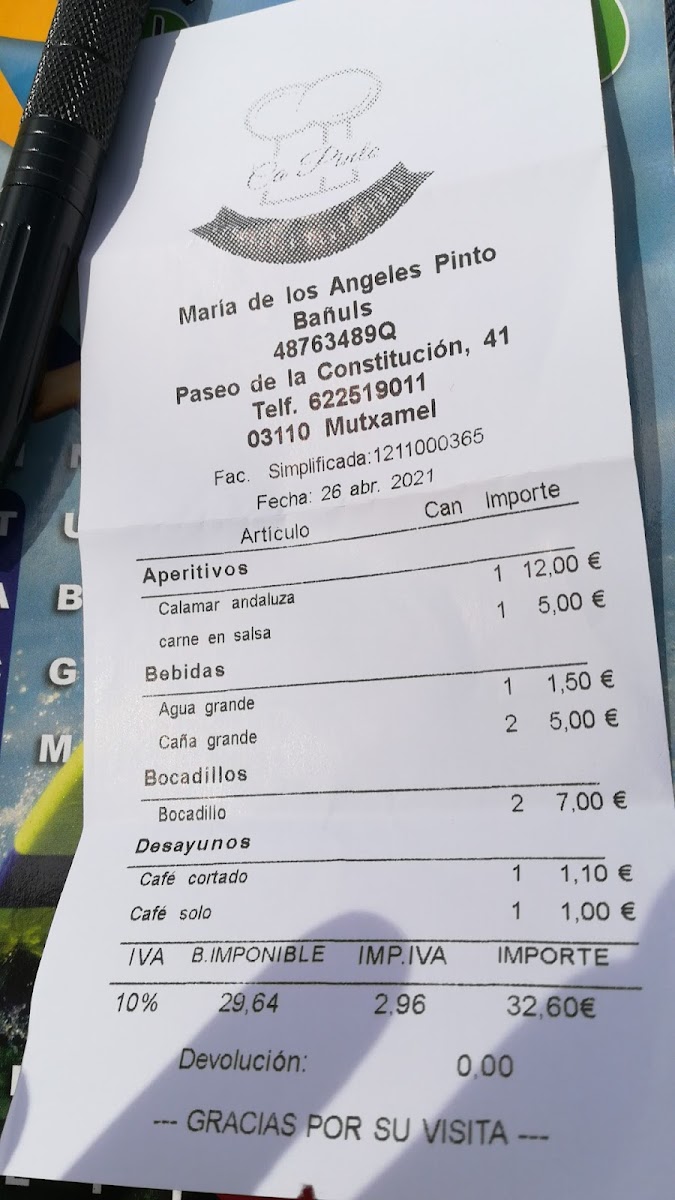 Ca Pinto
María de los Angeles Pinto
Bañuls
48763489Q
Paseo de la Constitución, 41
Telf. 622519011
03110 Mutxamel
Fac. Simplificada:1211000365
Fecha: 26 abr. 2021
Artículo Can Importe
Aperitivos
Calamar andaluza 1 12,00 €
carne en salsa 1 5,00 €
Bebidas
Agua grande 1 1,50 €
Caña grande 2 5,00 €
Bocadillos
Bocadillo 2 7,00 €
Desayunos
Café cortado 1 1,10 €
Café solo 1 1,00 €
IVA B.IMPONIBLE IMP.IVA IMPORTE
10% 29,64 2,96 32,60€
Devolución: 0,00
--- GRACIAS POR SU VISITA ---